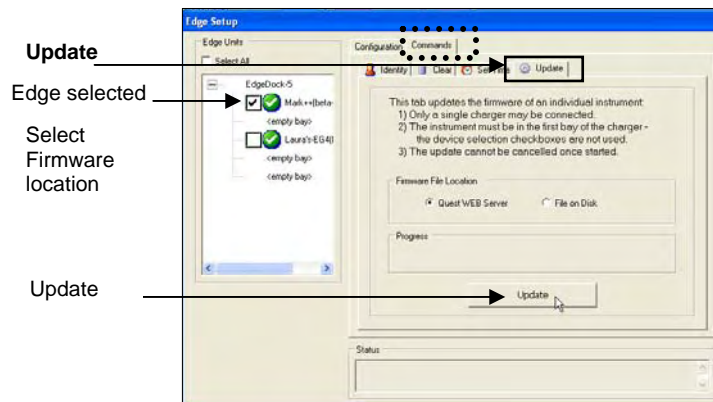 Edge Setup
Update
Edge selected
Select
Firmware
location
Update
Edge Units
Select All
EdgeDock-5
Mark++(beta-
<empty bay>
Laura's-EG4(
<empty bay>
<empty bay>
Configuration Commands
Identity Clear Set Time Update
This tab updates the firmware of an individual instrument:
1) Only a single charger may be connected.
2) The instrument must be in the first bay of the charger -
the device selection checkboxes are not used.
3) The update cannot be cancelled once started.
Firmware File Location
Quest WEB Server File on Disk
Progress
Update
Status